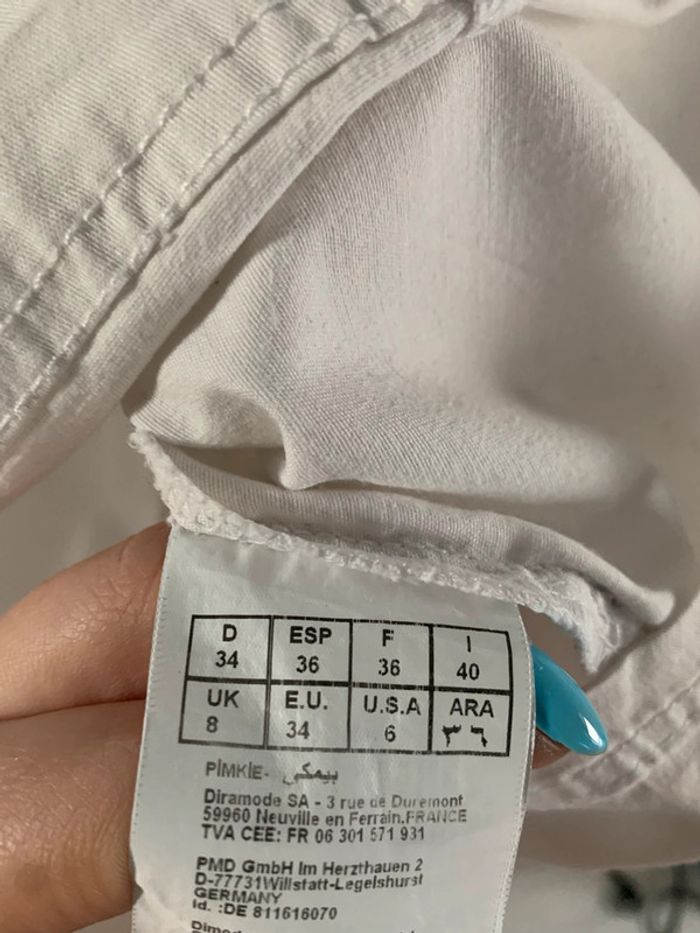 D ESP F I
34 36 36 40
UK E.U. U.S.A ARA
8 34 6 ٣٦
PIMKIE- بيمكي
Diramode SA - 3 rue de Duremont
59960 Neuville en Ferrain.FRANCE
TVA CEE: FR 06 301 571 931
PMD GmbH Im Herzthauen 2
D-77731Willstatt-Legelshurst
GERMANY
Id. :DE 811616070